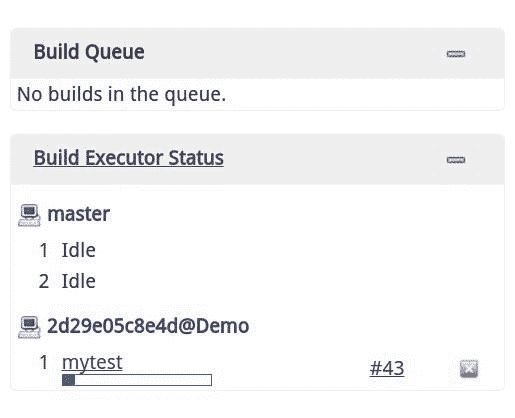 Build Queue
No builds in the queue.
Build Executor Status
master
1 Idle
2 Idle
2d29e05c8e4d@Demo
1 mytest #43